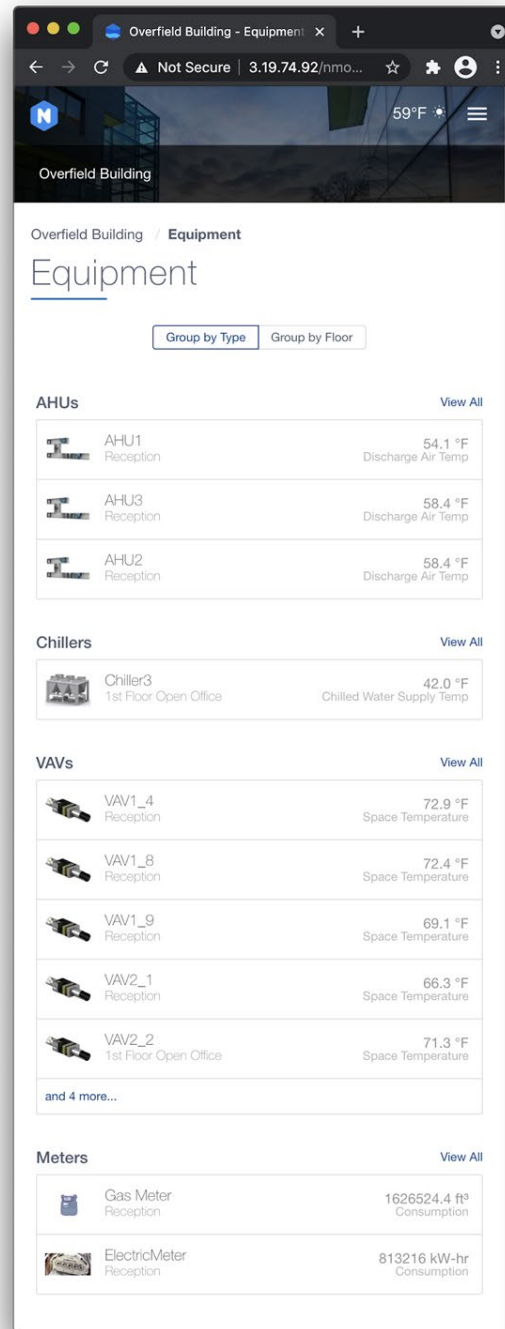 Overfield Building - Equipment
Not Secure | 3.19.74.92/nmo...
N
59°F
Overfield Building
Overfield Building / Equipment
Equipment
Group by Type Group by Floor
AHUs View All
AHU1 54.1 °F
Reception Discharge Air Temp
AHU3 58.4 °F
Reception Discharge Air Temp
AHU2 58.4 °F
Reception Discharge Air Temp
Chillers View All
Chiller3 42.0 °F
1st Floor Open Office Chilled Water Supply Temp
VAVs View All
VAV1_4 72.9 °F
Reception Space Temperature
VAV1_8 72.4 °F
Reception Space Temperature
VAV1_9 69.1 °F
Reception Space Temperature
VAV2_1 66.3 °F
Reception Space Temperature
VAV2_2 71.3 °F
1st Floor Open Office Space Temperature
and 4 more...
Meters View All
Gas Meter 1626524.4 ft³
Reception Consumption
ElectricMeter 813216 kW-hr
Reception Consumption